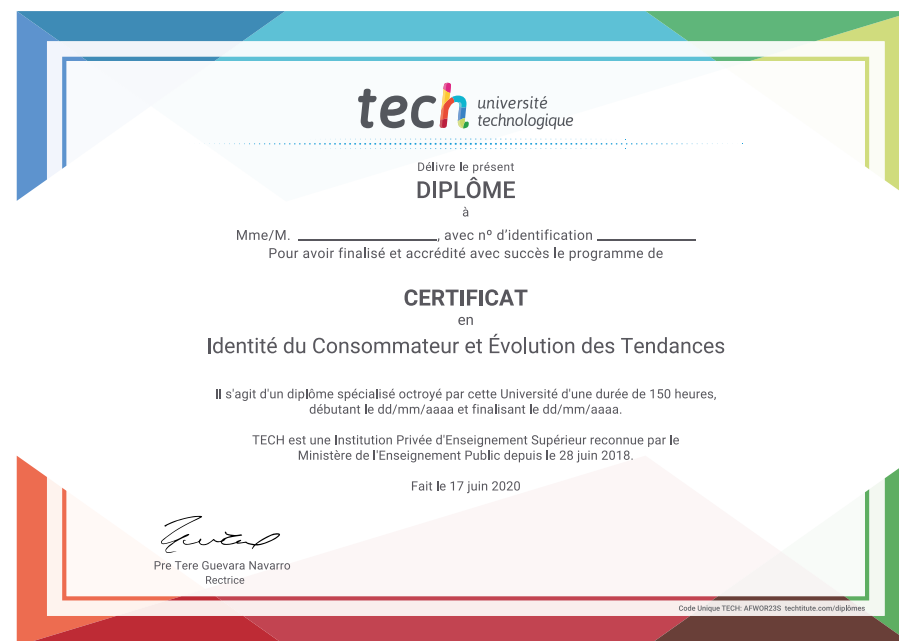 tech université
technologique
Délivre le présent
DIPLÔME
à
Mme/M. ____________________, avec nº d'identification ______________
Pour avoir finalisé et accrédité avec succès le programme de
CERTIFICAT
en
Identité du Consommateur et Évolution des Tendances
Il s'agit d'un diplôme spécialisé octroyé par cette Université d'une durée de 150 heures,
débutant le dd/mm/aaaa et finalisant le dd/mm/aaaa.
TECH est une Institution Privée d'Enseignement Supérieur reconnue par le
Ministère de l'Enseignement Public depuis le 28 juin 2018.
Fait le 17 juin 2020
Pre Tere Guevara Navarro
Rectrice
Code Unique TECH: AFWOR23S techtitute.com/diplômes